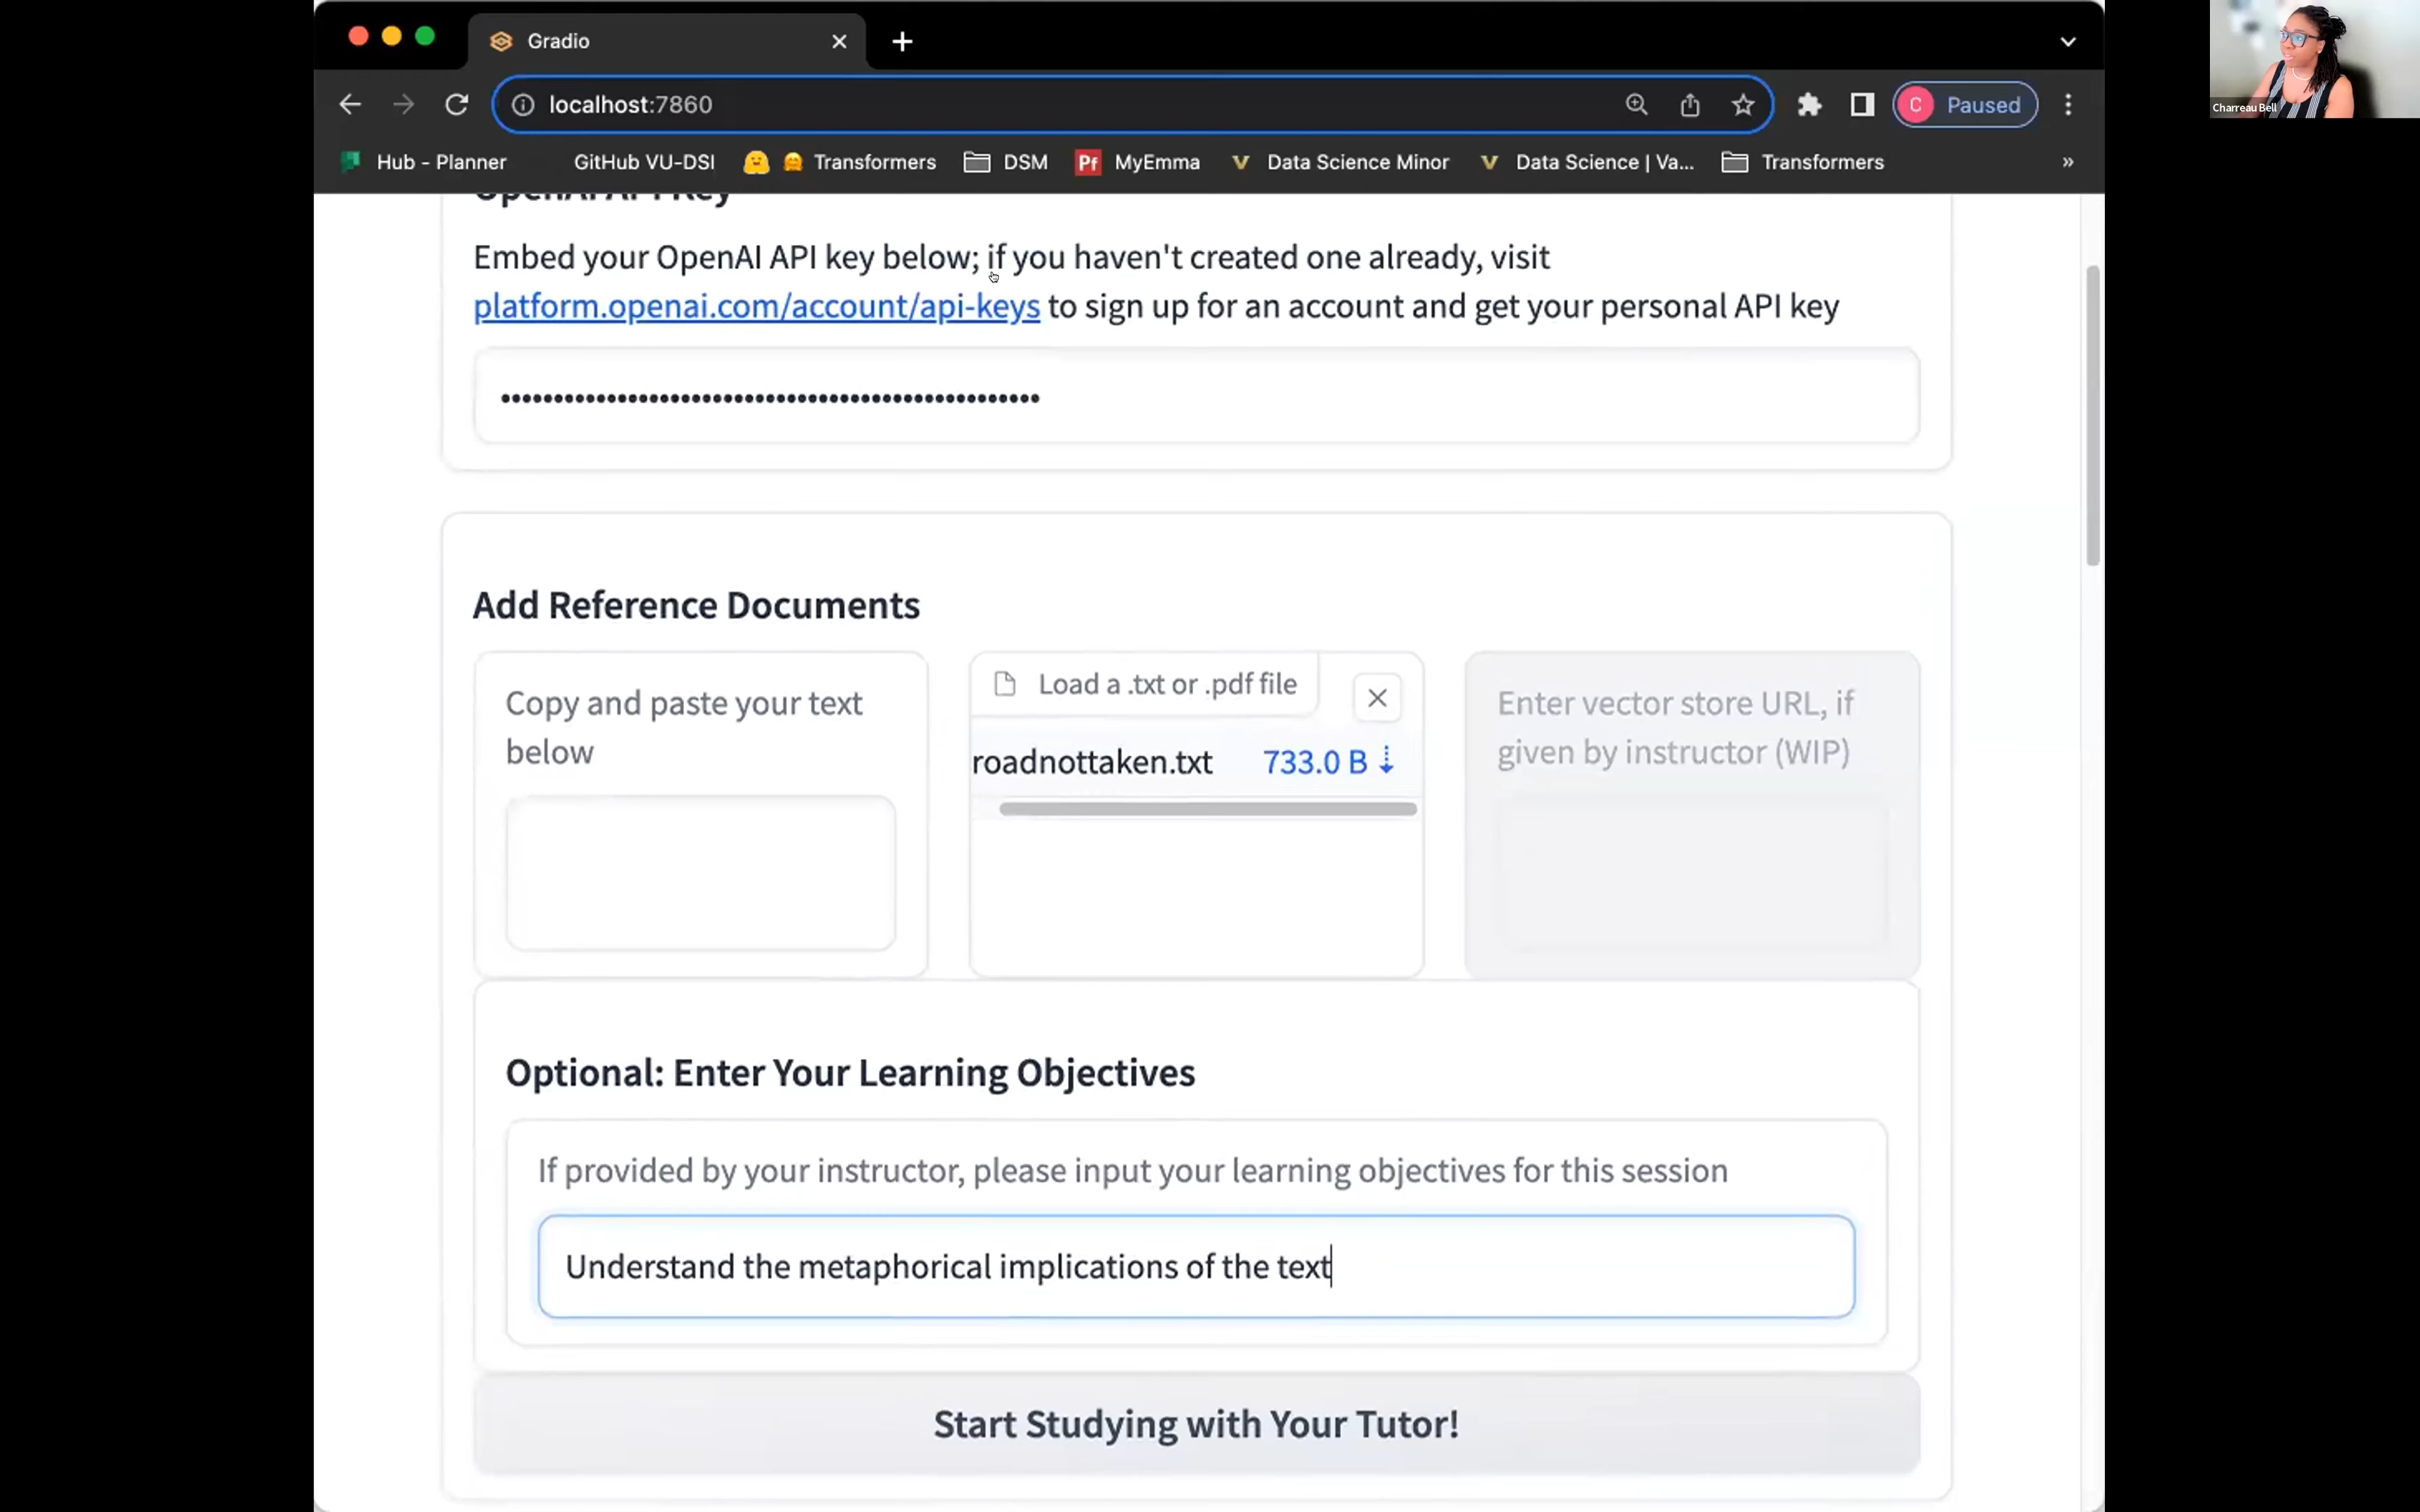 Gradio
localhost:7860
C Paused
Hub - Planner GitHub VU-DSI Transformers DSM Pf MyEmma Data Science Minor Data Science | Va... Transformers »
Charreau Bell
OpenAI API Key
Embed your OpenAI API key below; if you haven't created one already, visit
platform.openai.com/account/api-keys to sign up for an account and get your personal API key
Add Reference Documents
Copy and paste your text
below
Load a .txt or .pdf file
roadnottaken.txt 733.0 B ⇣
Enter vector store URL, if
given by instructor (WIP)
Optional: Enter Your Learning Objectives
If provided by your instructor, please input your learning objectives for this session
Understand the metaphorical implications of the text
Start Studying with Your Tutor!